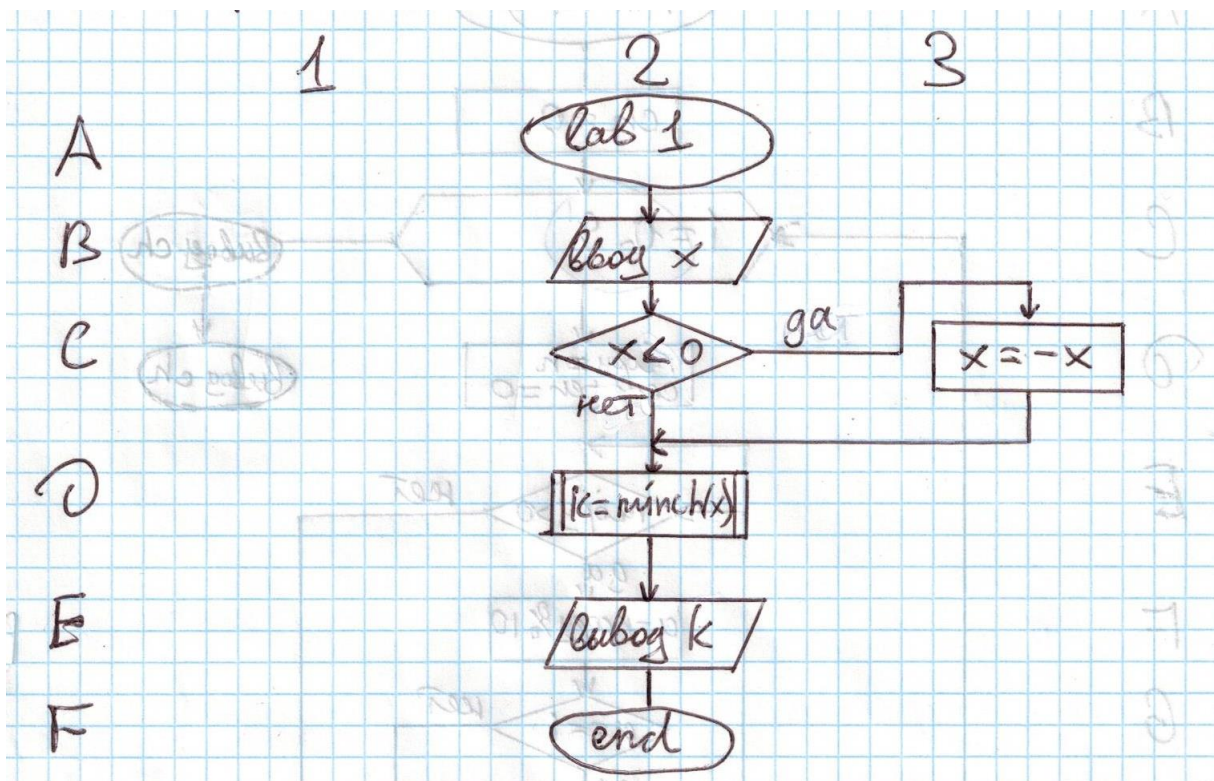 1 2 3
A
Lab 1
B
ввод x
C
x < 0
да
x = -x
нет
D
k=minch(x)
E
вывод k
F
end